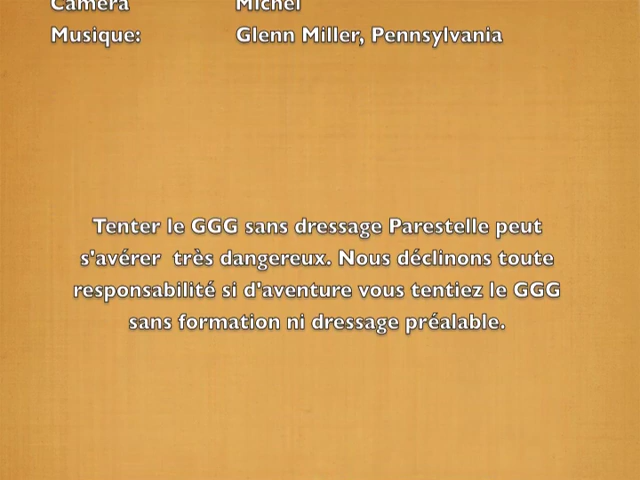 Caméra Michel
Musique: Glenn Miller, Pennsylvania
Tenter le GGG sans dressage Parestelle peut
s'avérer  très dangereux. Nous déclinons toute
responsabilité si d'aventure vous tentiez le GGG
sans formation ni dressage préalable.